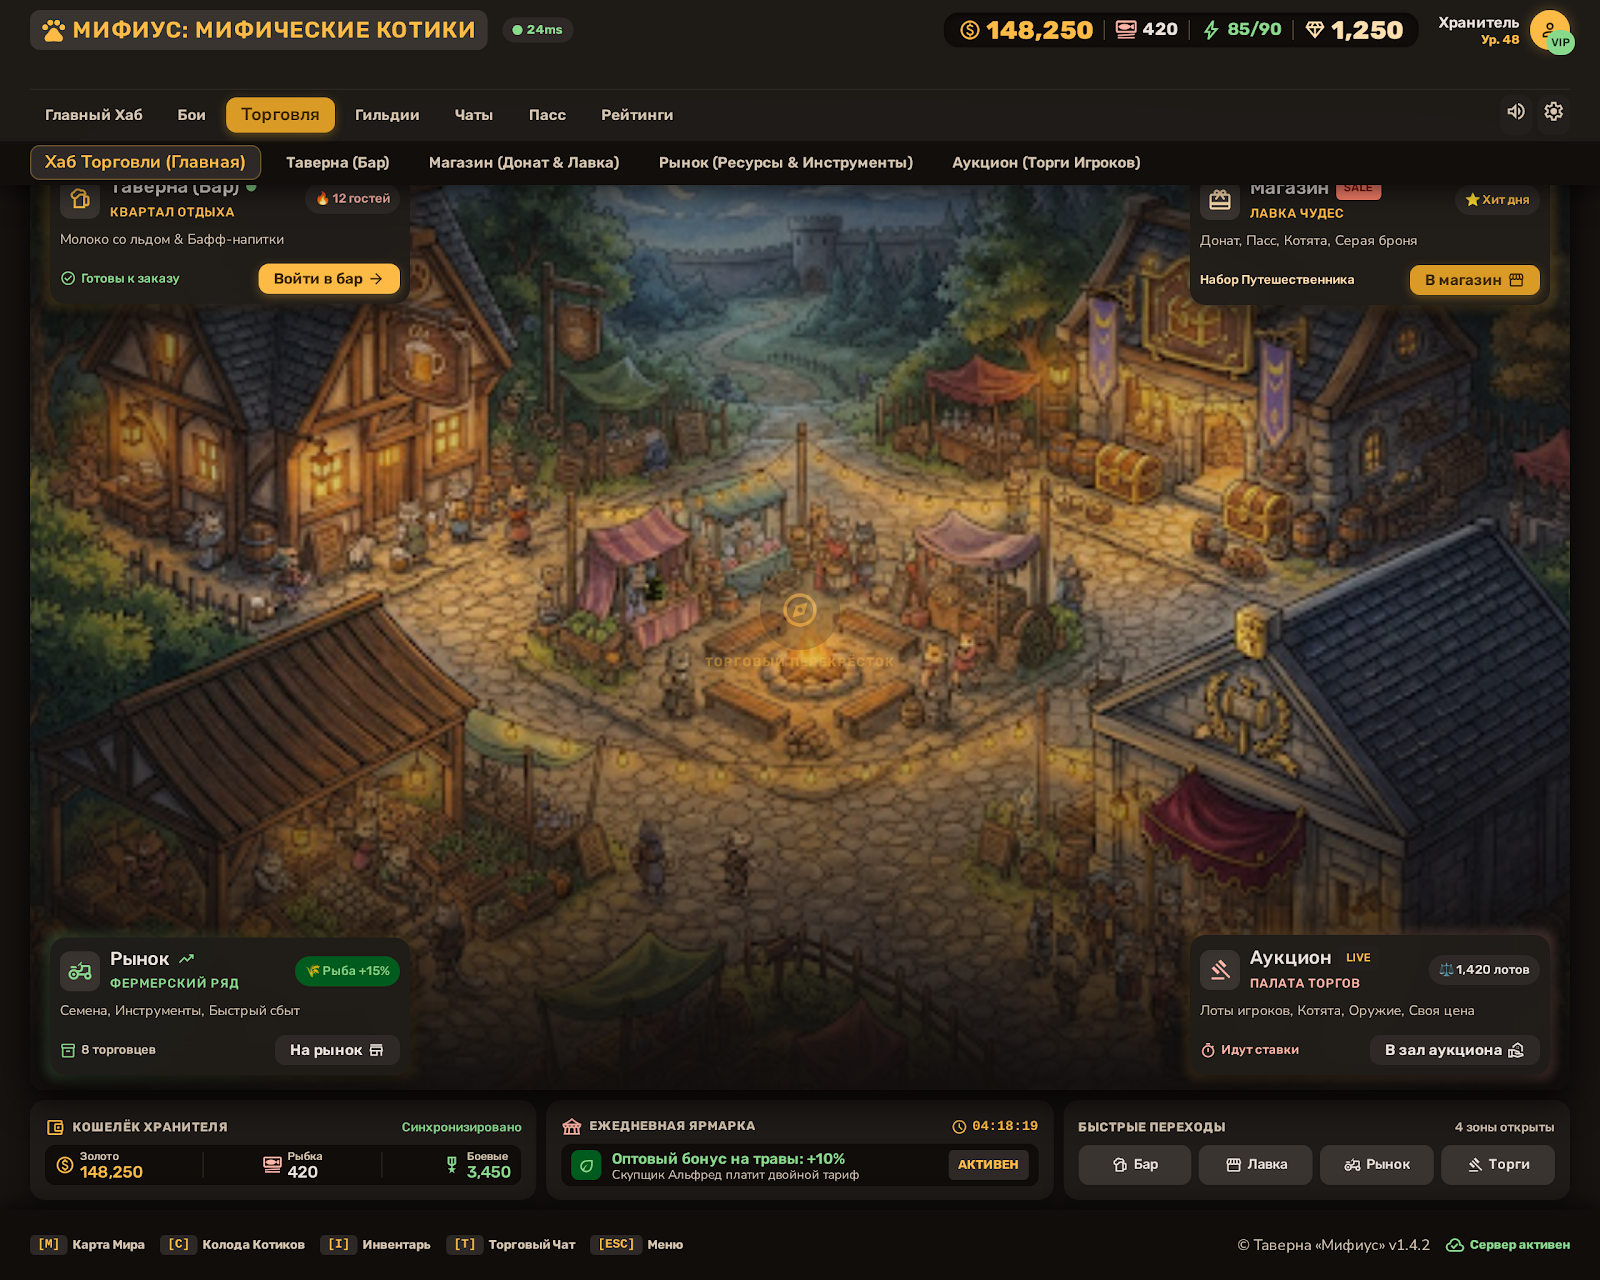 МИФИУС: МИФИЧЕСКИЕ КОТИКИ
24ms
148,250
420
85/90
1,250
Хранитель
Ур. 48
VIP
Главный Хаб
Бои
Торговля
Гильдии
Чаты
Пасс
Рейтинги
Хаб Торговли (Главная)
Таверна (Бар)
Магазин (Донат & Лавка)
Рынок (Ресурсы & Инструменты)
Аукцион (Торги Игроков)
Таверна (Бар)
12 гостей
КВАРТАЛ ОТДЫХА
Молоко со льдом & Бафф-напитки
Готовы к заказу
Войти в бар
Магазин
SALE
Хит дня
ЛАВКА ЧУДЕС
Донат, Пасс, Котята, Серая броня
Набор Путешественника
В магазин
ТОРГОВЫЙ ПЕРЕКРЁСТОК
Рынок
Рыба +15%
ФЕРМЕРСКИЙ РЯД
Семена, Инструменты, Быстрый сбыт
8 торговцев
На рынок
Аукцион
LIVE
1,420 лотов
ПАЛАТА ТОРГОВ
Лоты игроков, Котята, Оружие, Своя цена
Идут ставки
В зал аукциона
КОШЕЛЁК ХРАНИТЕЛЯ
Синхронизировано
Золото
148,250
Рыбка
420
Боевые
3,450
ЕЖЕДНЕВНАЯ ЯРМАРКА
04:18:19
Оптовый бонус на травы: +10%
Скупщик Альфред платит двойной тариф
АКТИВЕН
БЫСТРЫЕ ПЕРЕХОДЫ
4 зоны открыты
Бар
Лавка
Рынок
Торги
[M] Карта Мира
[C] Колода Котиков
[I] Инвентарь
[T] Торговый Чат
[ESC] Меню
© Таверна «Мифиус» v1.4.2
Сервер активен